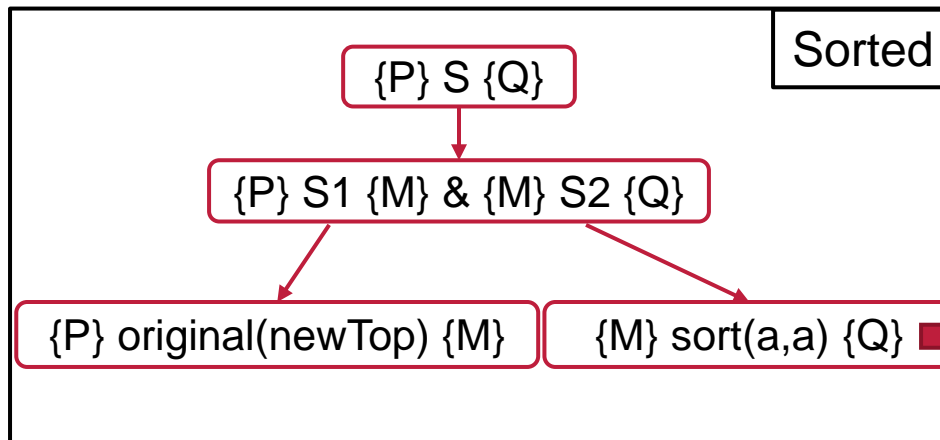 Sorted
{P} S {Q}
{P} S1 {M} & {M} S2 {Q}
{P} original(newTop) {M}
{M} sort(a,a) {Q}